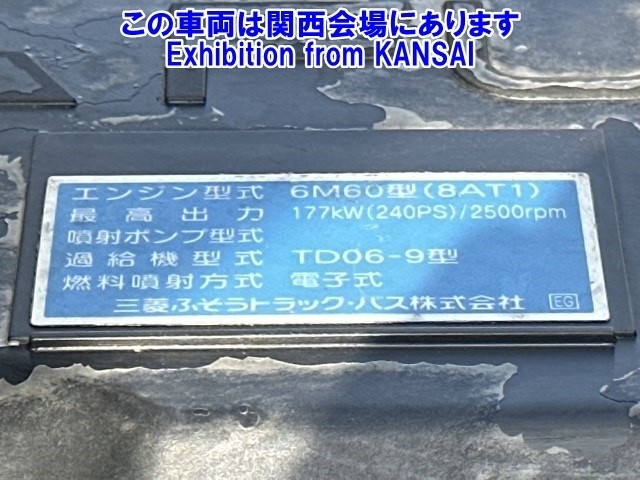 この車両は関西会場にあります
Exhibition from KANSAI
エンジン型式 6M60型(8AT1)
最高出力 177kW(240PS)/2500rpm
噴射ポンプ型式
過給機型式 TD06-9型
燃料噴射方式 電子式
三菱ふそうトラック・バス株式会社 EG